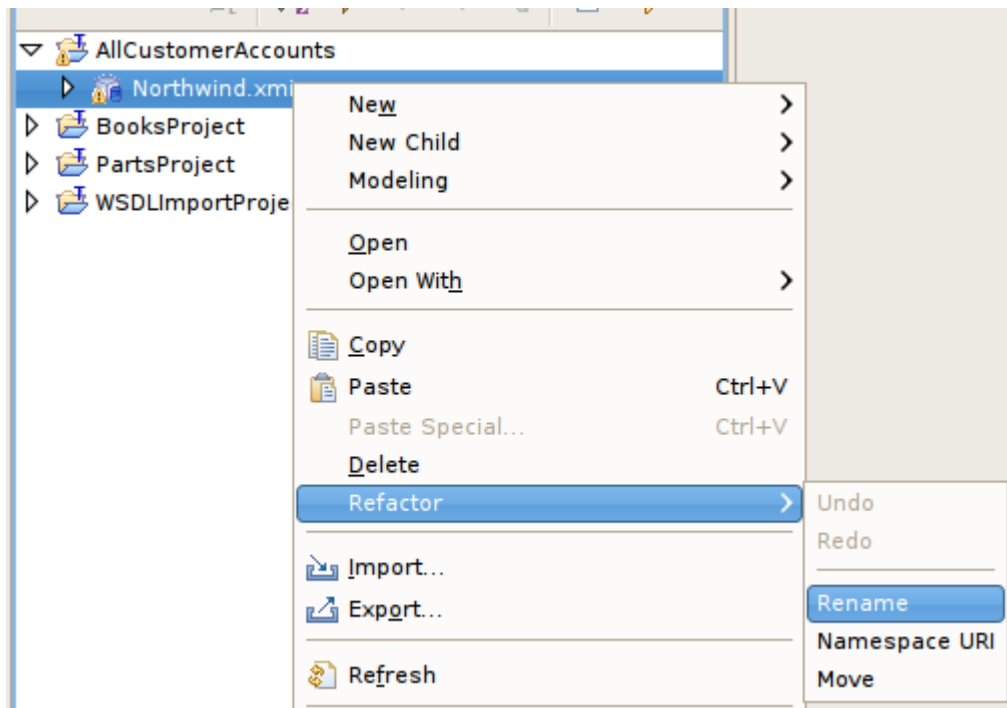 AllCustomerAccounts
Northwind.xmi
BooksProject
PartsProject
WSDLImportProje
New
New Child
Modeling
Open
Open With
Copy
Paste Ctrl+V
Paste Special... Ctrl+V
Delete
Refactor
Import...
Export...
Refresh
Undo
Redo
Rename
Namespace URI
Move